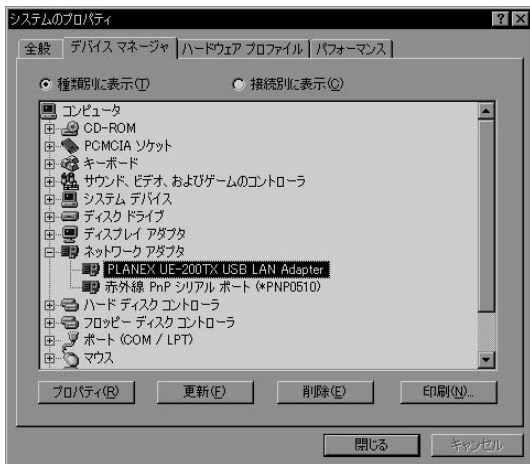 システムのプロパティ
全般 デバイス マネージャ ハードウェア プロファイル パフォーマンス
種類別に表示(T) 接続別に表示(C)
コンピュータ
CD-ROM
PCMCIA ソケット
キーボード
サウンド、ビデオ、およびゲームのコントローラ
システム デバイス
ディスク ドライブ
ディスプレイ アダプタ
ネットワーク アダプタ
PLANEX UE-200TX USB LAN Adapter
赤外線 PnP シリアル ポート (*PNP0510)
ハード ディスク コントローラ
フロッピー ディスク コントローラ
ポート (COM / LPT)
マウス
プロパティ(R) 更新(F) 削除(E) 印刷(N)...
閉じる キャンセル